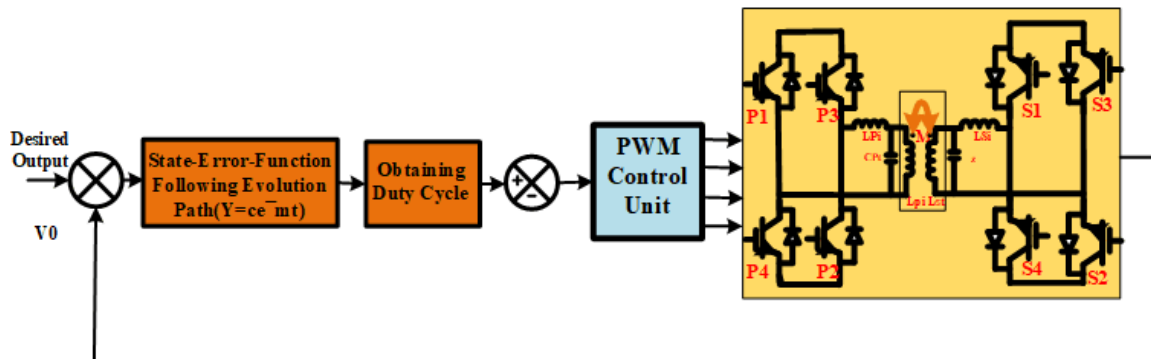 Desired
Output
V0
State-Error-Function
Following Evolution
Path(Y=ce¯mt)
Obtaining
Duty Cycle
+
-
PWM
Control
Unit
P1
P3
P4
P2
LPi
CPi
M
LSi
Lpi Lst
S1
S3
S4
S2